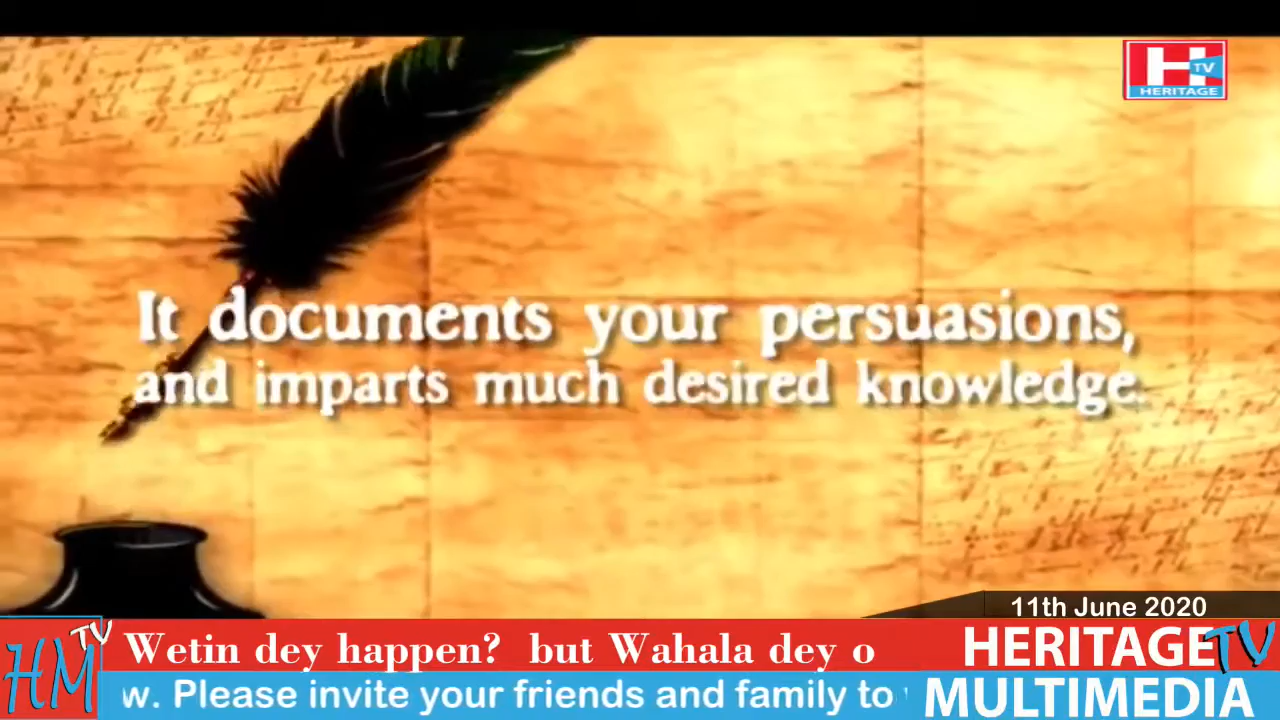 H TV
HERITAGE
It documents your persuasions,
and imparts much desired knowledge.
11th June 2020
HM TV
Wetin dey happen? but Wahala dey o
HERITAGE TV
w. Please invite your friends and family to
MULTIMEDIA